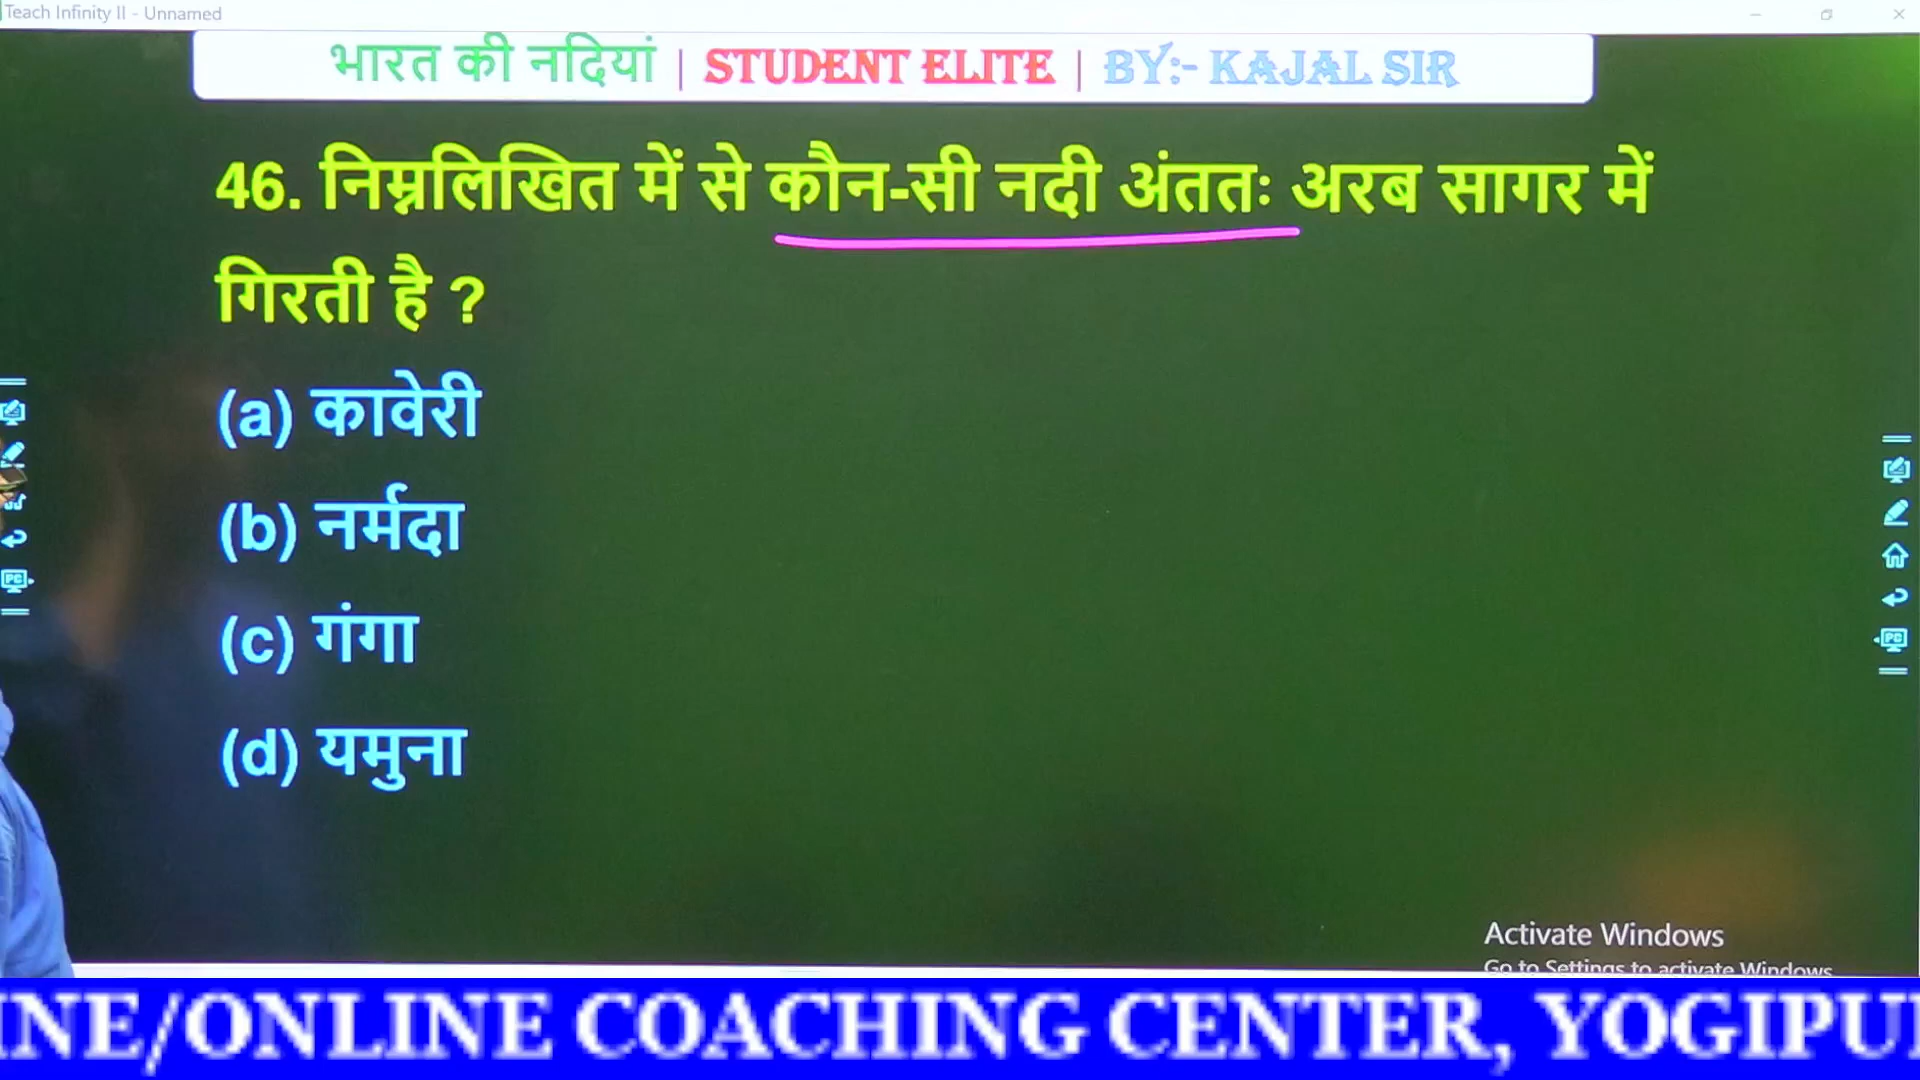 Teach Infinity II - Unnamed
भारत की नदियां | STUDENT ELITE | BY:- KAJAL SIR
46. निम्नलिखित में से कौन-सी नदी अंततः अरब सागर में
गिरती है ?
(a) कावेरी
(b) नर्मदा
(c) गंगा
(d) यमुना
Activate Windows
Go to Settings to activate Windows
INE/ONLINE COACHING CENTER, YOGIPU